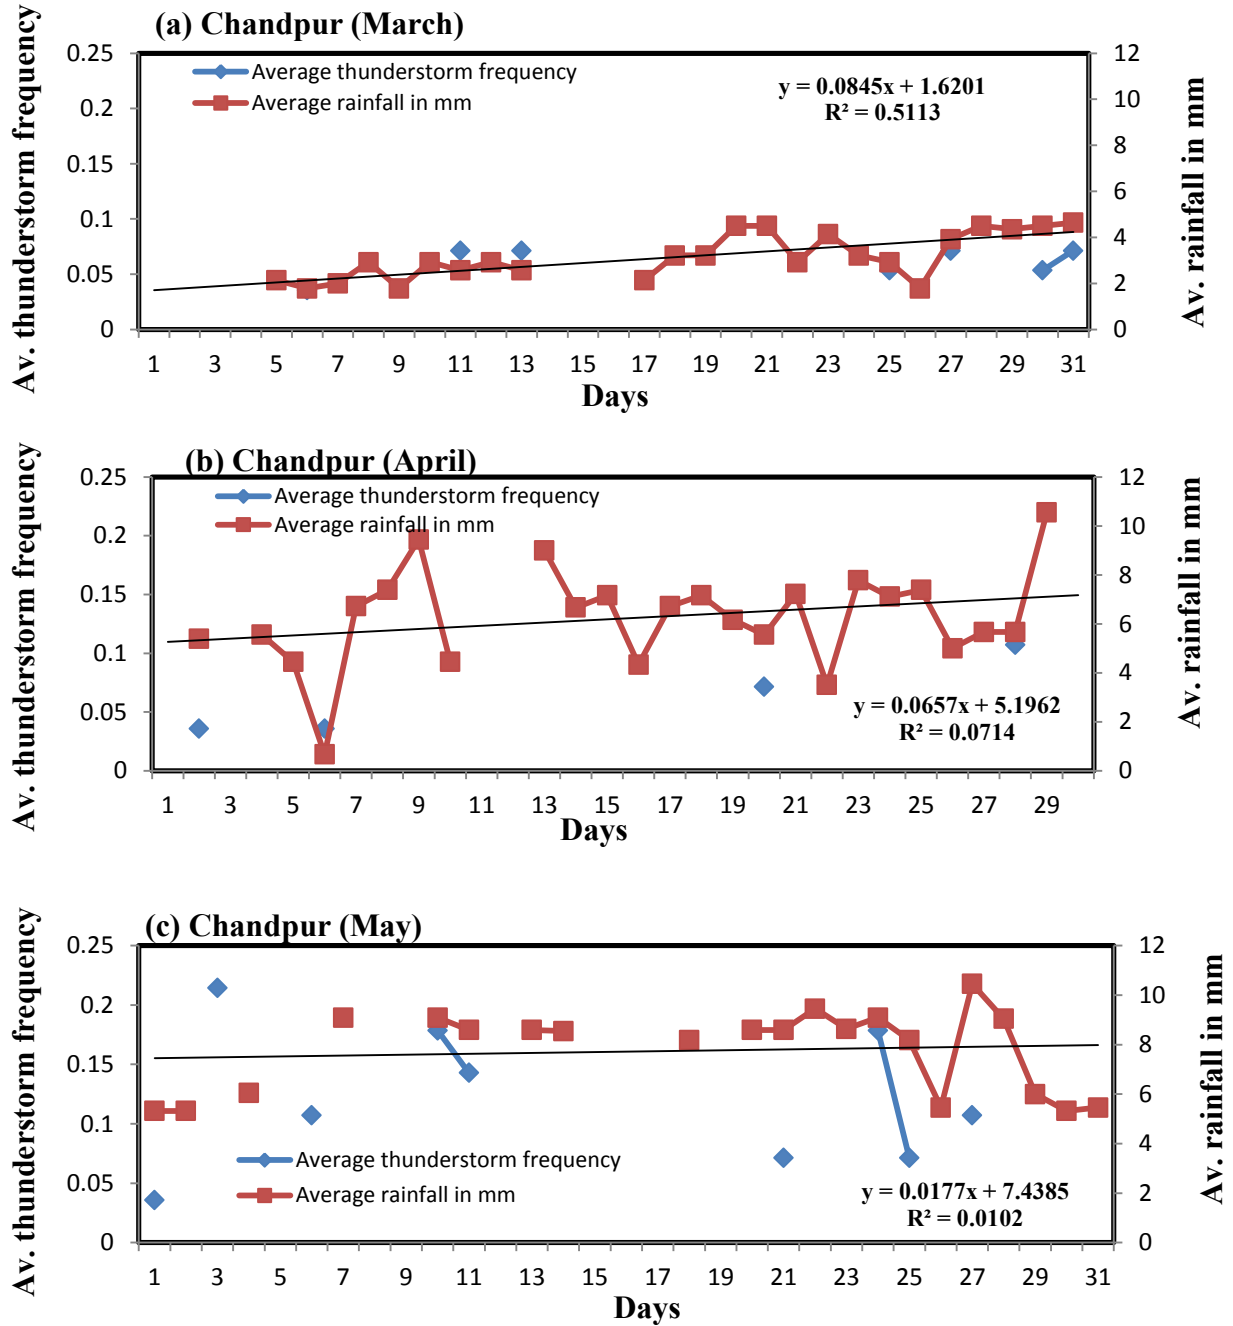 (a) Chandpur (March)
Av. thunderstorm frequency
0.25
0.2
0.15
0.1
0.05
0
Average thunderstorm frequency
Average rainfall in mm
y = 0.0845x + 1.6201
R² = 0.5113
12
10
8
6
4
2
0
Av. rainfall in mm
1 3 5 7 9 11 13 15 17 19 21 23 25 27 29 31
Days
(b) Chandpur (April)
Av. thunderstorm frequency
0.25
0.2
0.15
0.1
0.05
0
Average thunderstorm frequency
Average rainfall in mm
y = 0.0657x + 5.1962
R² = 0.0714
12
10
8
6
4
2
0
Av. rainfall in mm
1 3 5 7 9 11 13 15 17 19 21 23 25 27 29
Days
(c) Chandpur (May)
Av. thunderstorm frequency
0.25
0.2
0.15
0.1
0.05
0
Average thunderstorm frequency
Average rainfall in mm
y = 0.0177x + 7.4385
R² = 0.0102
12
10
8
6
4
2
0
Av. rainfall in mm
1 3 5 7 9 11 13 15 17 19 21 23 25 27 29 31
Days